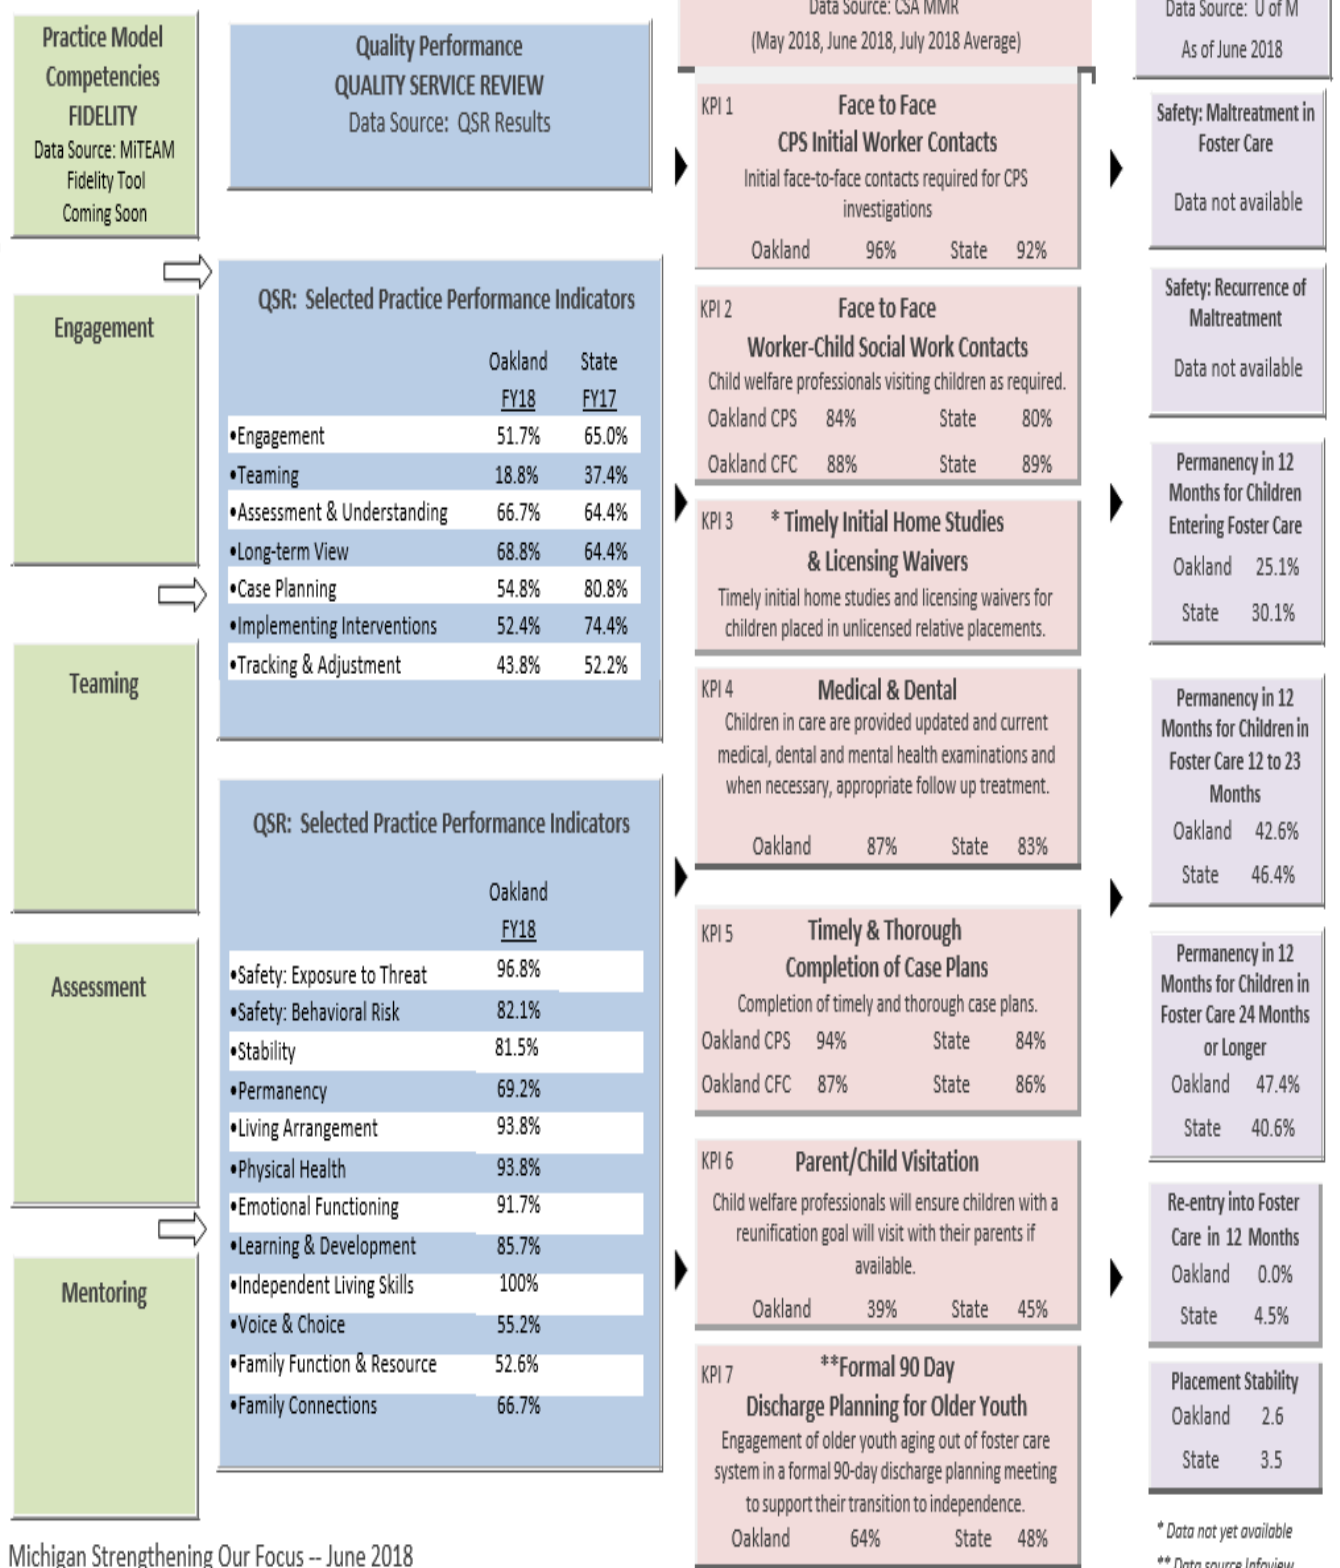 Practice Model
Competencies
FIDELITY
Data Source: MiTEAM
Fidelity Tool
Coming Soon
Engagement
Teaming
Assessment
Mentoring
Quality Performance
QUALITY SERVICE REVIEW
Data Source: QSR Results
QSR: Selected Practice Performance Indicators
Oakland State
FY18 FY17
•Engagement 51.7% 65.0%
•Teaming 18.8% 37.4%
•Assessment & Understanding 66.7% 64.4%
•Long-term View 68.8% 64.4%
•Case Planning 54.8% 80.8%
•Implementing Interventions 52.4% 74.4%
•Tracking & Adjustment 43.8% 52.2%
QSR: Selected Practice Performance Indicators
Oakland
FY18
•Safety: Exposure to Threat 96.8%
•Safety: Behavioral Risk 82.1%
•Stability 81.5%
•Permanency 69.2%
•Living Arrangement 93.8%
•Physical Health 93.8%
•Emotional Functioning 91.7%
•Learning & Development 85.7%
•Independent Living Skills 100%
•Voice & Choice 55.2%
•Family Function & Resource 52.6%
•Family Connections 66.7%
Data Source: CSA MMR
(May 2018, June 2018, July 2018 Average)
KPI 1 Face to Face
CPS Initial Worker Contacts
Initial face-to-face contacts required for CPS
investigations
Oakland 96% State 92%
KPI 2 Face to Face
Worker-Child Social Work Contacts
Child welfare professionals visiting children as required.
Oakland CPS 84% State 80%
Oakland CFC 88% State 89%
KPI 3 * Timely Initial Home Studies
& Licensing Waivers
Timely initial home studies and licensing waivers for
children placed in unlicensed relative placements.
KPI 4 Medical & Dental
Children in care are provided updated and current
medical, dental and mental health examinations and
when necessary, appropriate follow up treatment.
Oakland 87% State 83%
KPI 5 Timely & Thorough
Completion of Case Plans
Completion of timely and thorough case plans.
Oakland CPS 94% State 84%
Oakland CFC 87% State 86%
KPI 6 Parent/Child Visitation
Child welfare professionals will ensure children with a
reunification goal will visit with their parents if
available.
Oakland 39% State 45%
KPI 7 **Formal 90 Day
Discharge Planning for Older Youth
Engagement of older youth aging out of foster care
system in a formal 90-day discharge planning meeting
to support their transition to independence.
Oakland 64% State 48%
Data Source: U of M
As of June 2018
Safety: Maltreatment in
Foster Care
Data not available
Safety: Recurrence of
Maltreatment
Data not available
Permanency in 12
Months for Children
Entering Foster Care
Oakland 25.1%
State 30.1%
Permanency in 12
Months for Children in
Foster Care 12 to 23
Months
Oakland 42.6%
State 46.4%
Permanency in 12
Months for Children in
Foster Care 24 Months
or Longer
Oakland 47.4%
State 40.6%
Re-entry into Foster
Care in 12 Months
Oakland 0.0%
State 4.5%
Placement Stability
Oakland 2.6
State 3.5
* Data not yet available
** Data source Infoview
Michigan Strengthening Our Focus -- June 2018